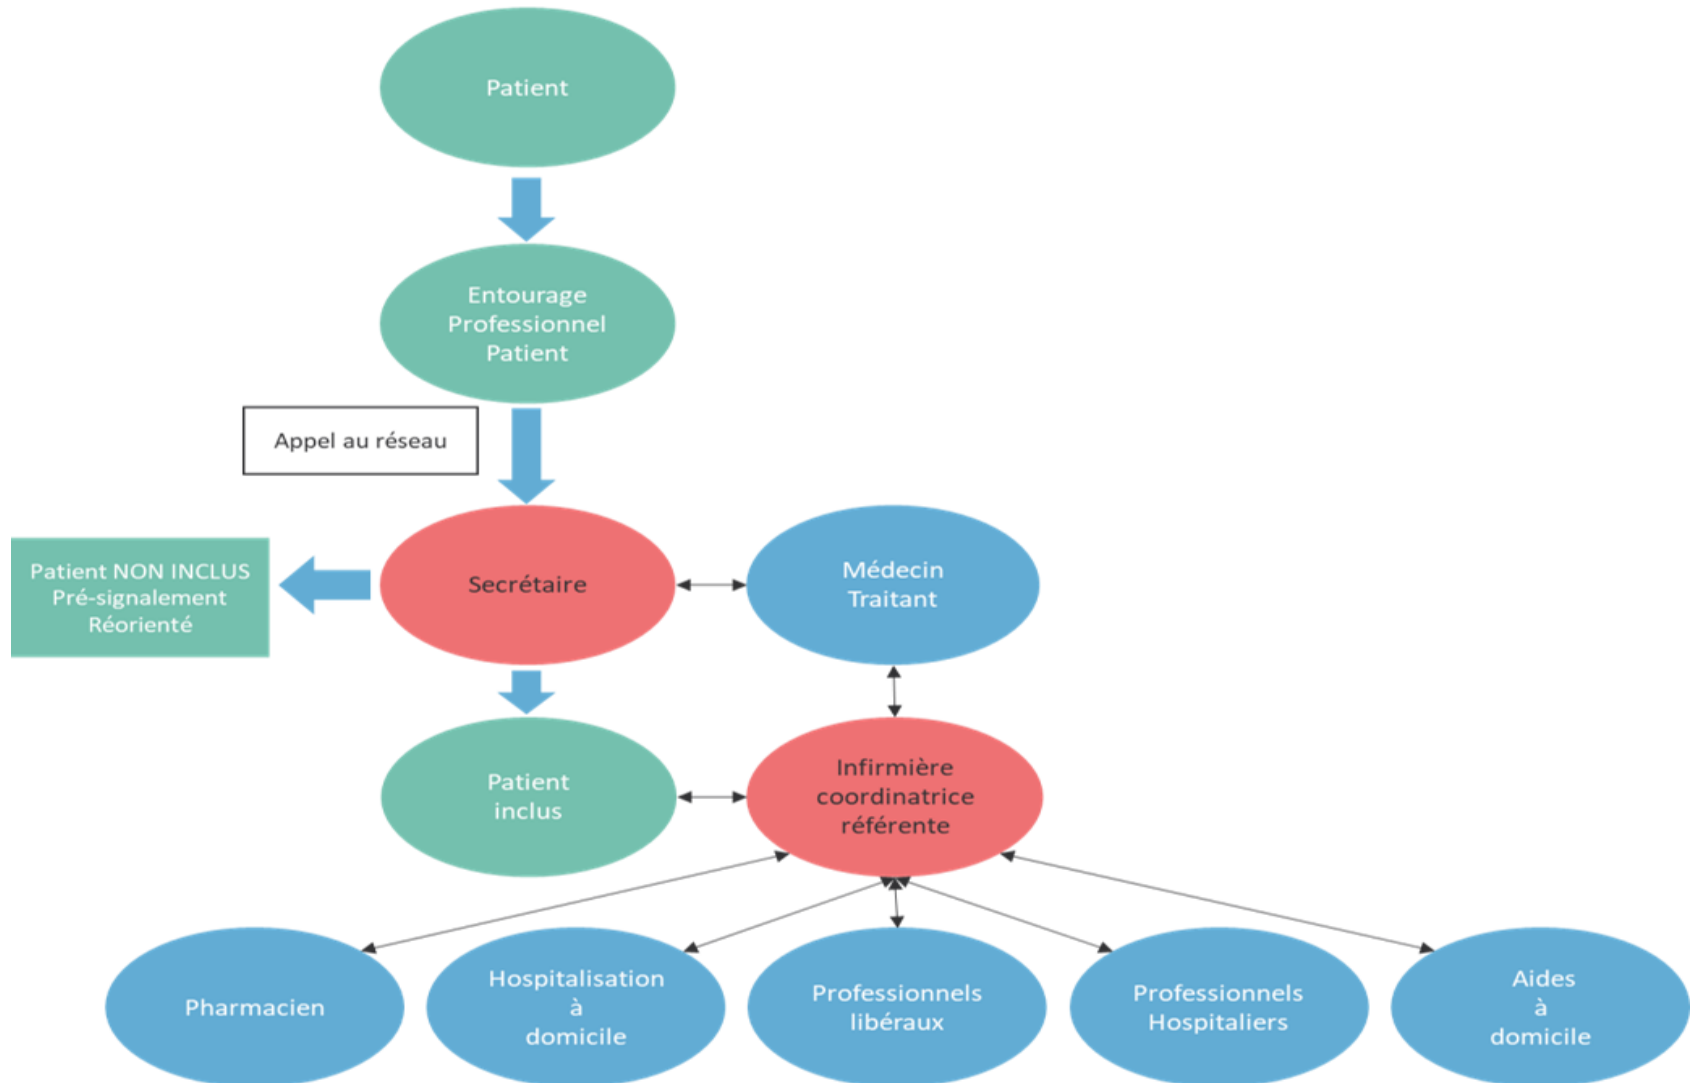 Patient
Entourage
Professionnel
Patient
Appel au réseau
Patient NON INCLUS
Pré-signalement
Réorienté
Secrétaire
Médecin
Traitant
Patient
inclus
Infirmière
coordinatrice
référente
Pharmacien
Hospitalisation
à
domicile
Professionnels
libéraux
Professionnels
Hospitaliers
Aides
à
domicile